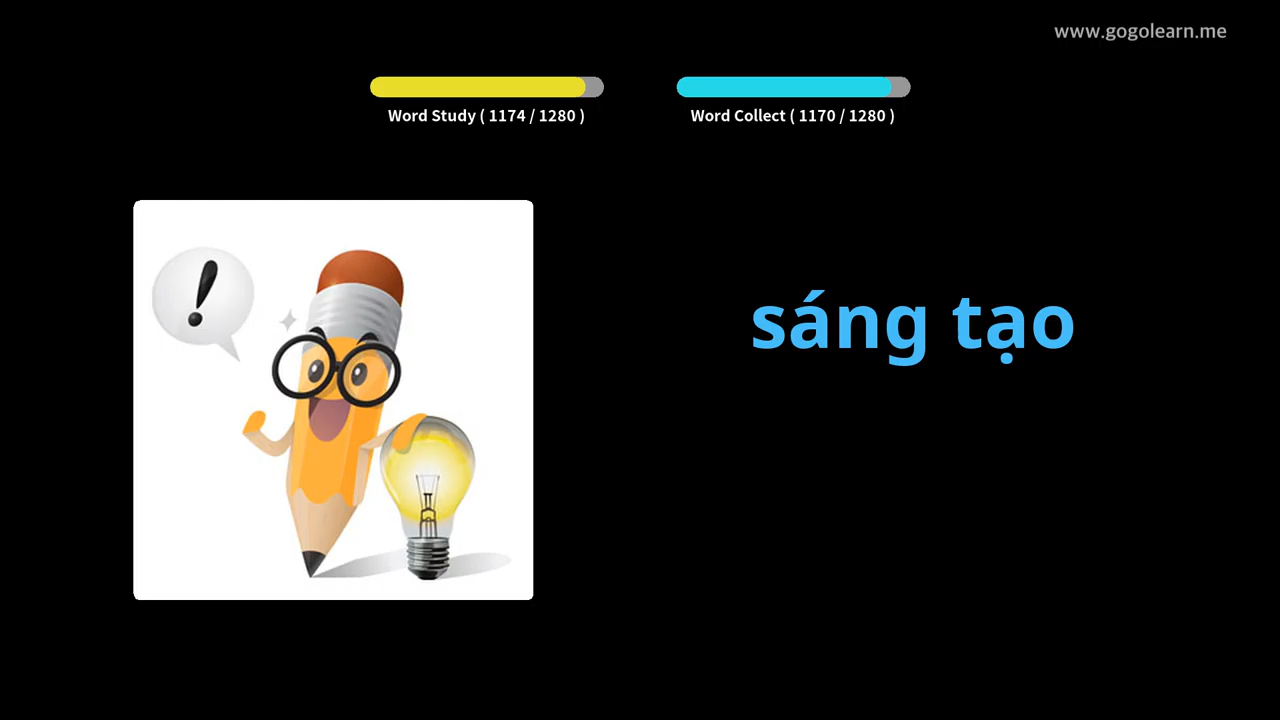 www.gogolearn.me
Word Study ( 1174 / 1280 )
Word Collect ( 1170 / 1280 )
!
sáng tạo